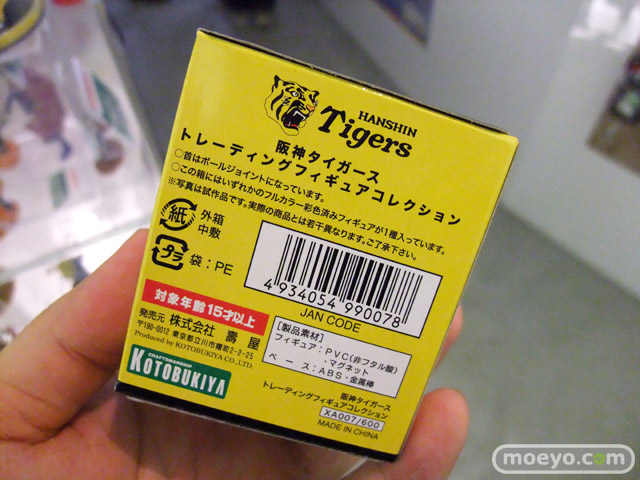 HANSHIN
Tigers
阪神タイガース
トレーディングフィギュアコレクション
○首はボールジョイントになっています。
○この箱にはいずれかのフルカラー彩色済みフィギュアが1種入っています。
※写真は試作品です。実際の商品とは若干異なります。ご了承下さい。
紙 外箱
中敷
プラ 袋:PE
4 934054 990078
JAN CODE
対象年齢15才以上
発売元 株式会社 壽屋
〒190-0012 東京都立川市曙町2-2-25
Produced by KOTOBUKIYA CO.,LTD.
CRAFTSMANSHIP
KOTOBUKIYA
[製品素材]
フィギュア:PVC(非フタル酸)
・マグネット
ベース:ABS・金属棒
阪神タイガース
トレーディングフィギュアコレクション
XA007/600
MADE IN CHINA
moeyo.com